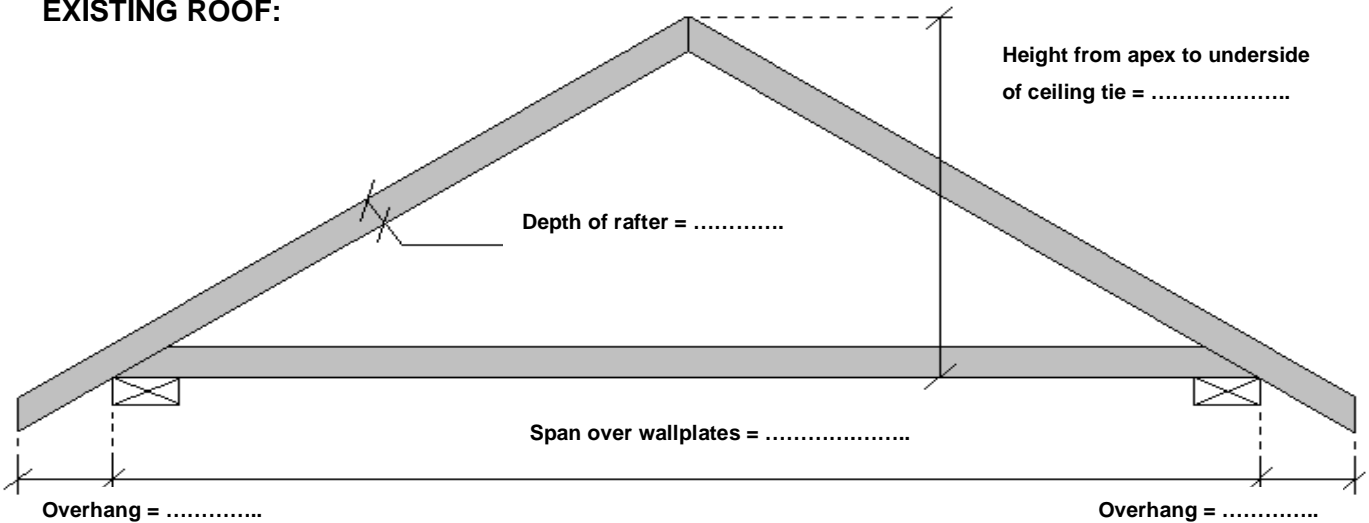 EXISTING ROOF:
Height from apex to underside
of ceiling tie = ………………..
Depth of rafter = ………….
Span over wallplates = …………………..
Overhang = …………..
Overhang = …………..